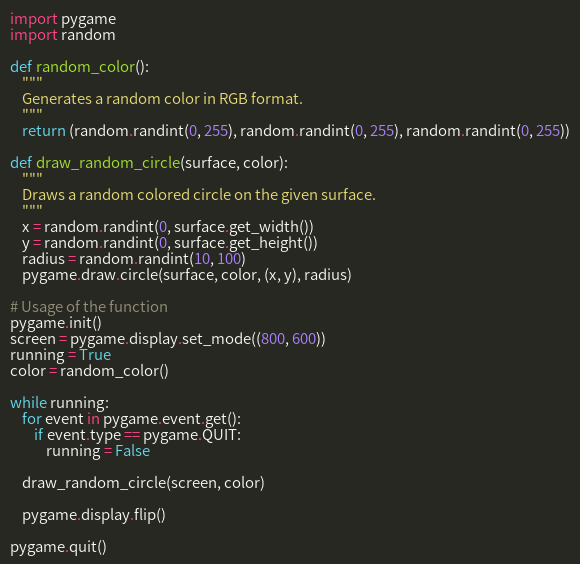 import pygame
import random

def random_color():
    """
    Generates a random color in RGB format.
    """
    return (random.randint(0, 255), random.randint(0, 255), random.randint(0, 255))

def draw_random_circle(surface, color):
    """
    Draws a random colored circle on the given surface.
    """
    x = random.randint(0, surface.get_width())
    y = random.randint(0, surface.get_height())
    radius = random.randint(10, 100)
    pygame.draw.circle(surface, color, (x, y), radius)

# Usage of the function
pygame.init()
screen = pygame.display.set_mode((800, 600))
running = True
color = random_color()

while running:
    for event in pygame.event.get():
        if event.type == pygame.QUIT:
            running = False

    draw_random_circle(screen, color)

    pygame.display.flip()

pygame.quit()